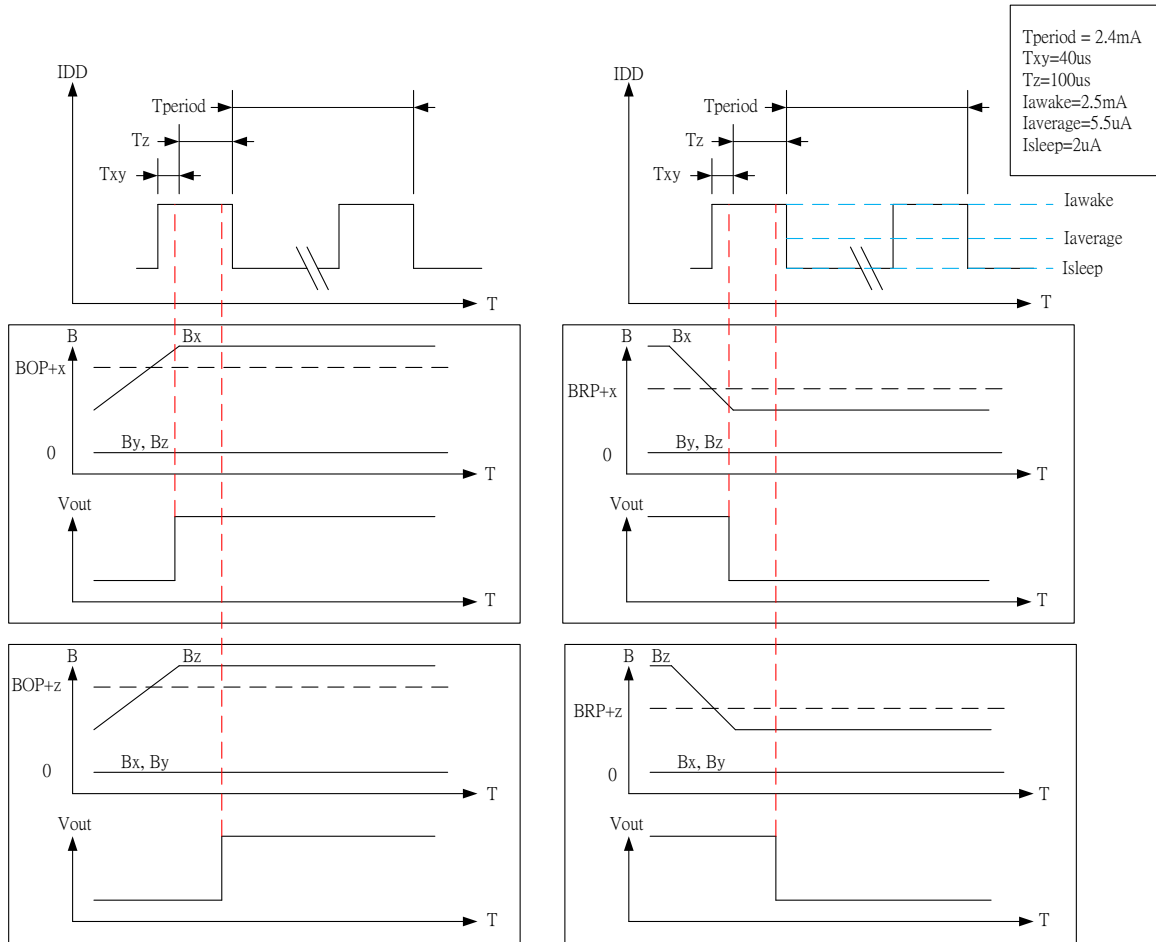 Tperiod = 2.4mA
Txy=40us
Tz=100us
Iawake=2.5mA
Iaverage=5.5uA
Isleep=2uA
IDD
Tperiod
Tz
Txy
T
IDD
Tperiod
Tz
Txy
Iawake
Iaverage
Isleep
T
B
Bx
BOP+x
By, Bz
0
T
Vout
T
B
Bx
BRP+x
By, Bz
0
T
Vout
T
B
Bz
BOP+z
Bx, By
0
T
Vout
T
B
Bz
BRP+z
Bx, By
0
T
Vout
T